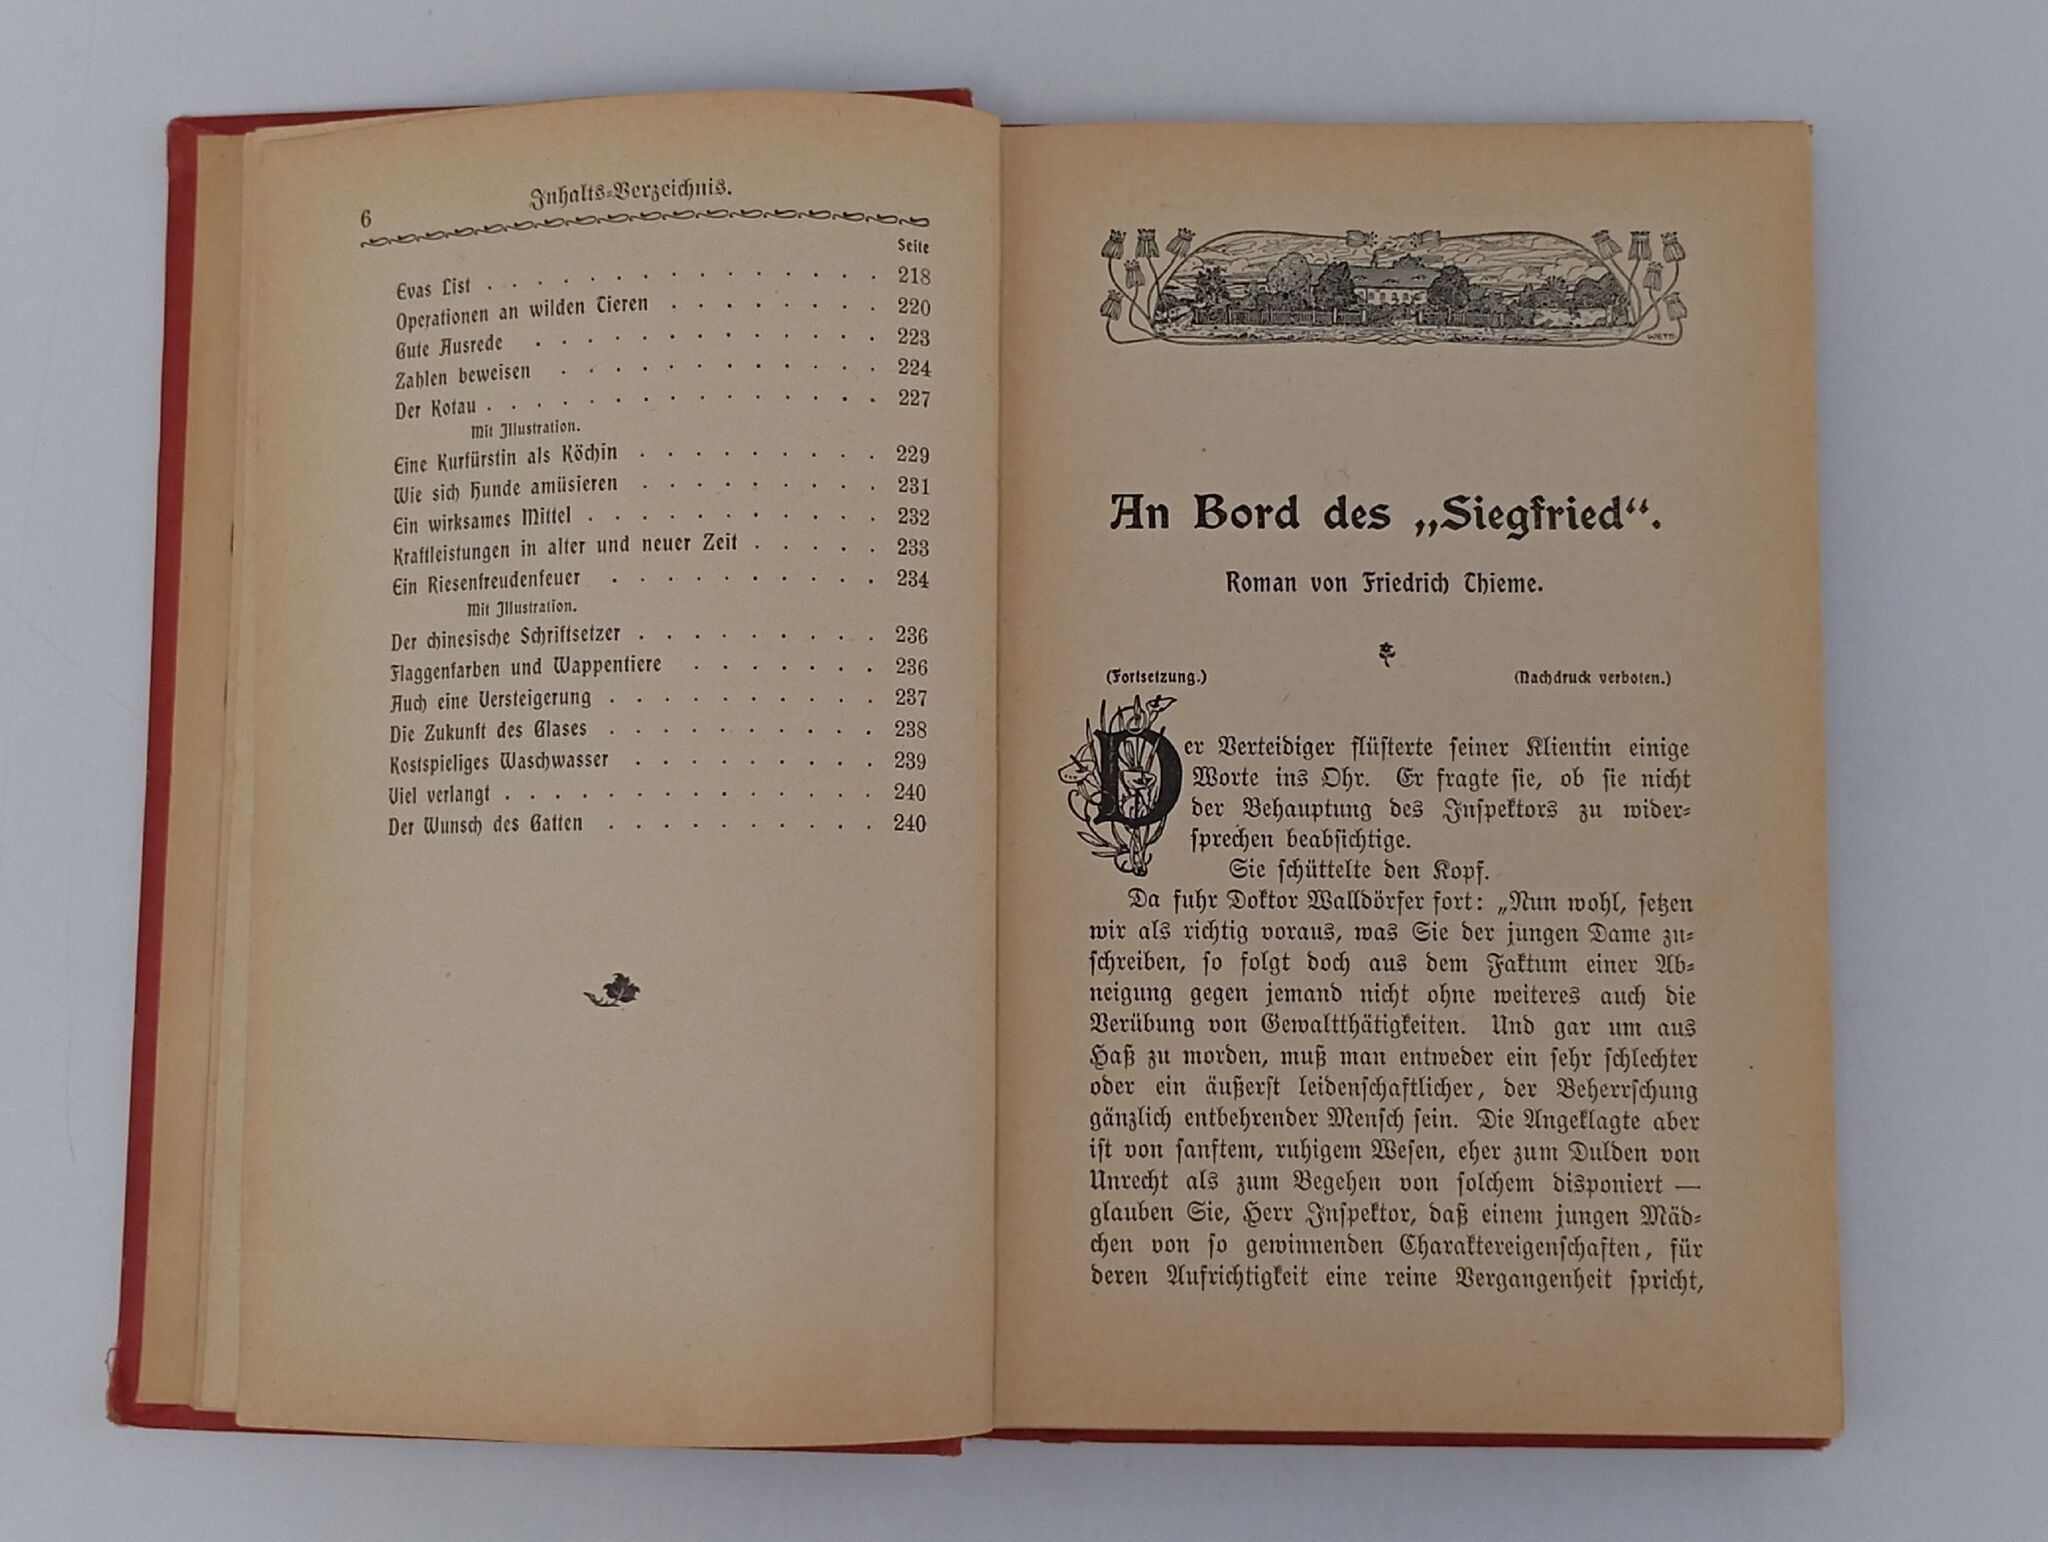 6
Inhalts-Verzeichnis.
Seite
Evas List . . . . . . . . . . . . . . . 218
Operationen an wilden Tieren . . . . . . . . 220
Gute Ausrede . . . . . . . . . . . . . 223
Zahlen beweisen . . . . . . . . . . . . 224
Der Kotau . . . . . . . . . . . . . . . 227
Mit Illustration.
Eine Kurfürstin als Köchin . . . . . . . . . 229
Wie sich Hunde amüsieren . . . . . . . . . 231
Ein wirksames Mittel . . . . . . . . . . . 232
Kraftleistungen in alter und neuer Zeit . . . . . 233
Ein Riesenfreudenfeuer . . . . . . . . . . 234
Mit Illustration.
Der chinesische Schriftsetzer . . . . . . . . . 236
Flaggenfarben und Wappentiere . . . . . . . 236
Auch eine Versteigerung . . . . . . . . . . 237
Die Zukunft des Glases . . . . . . . . . . 238
Kostspieliges Waschwasser . . . . . . . . . 239
Viel verlangt . . . . . . . . . . . . . . 240
Der Wunsch des Gatten . . . . . . . . . . 240
An Bord des „Siegfried“.
Roman von Friedrich Thieme.
(Fortsetzung.) (Nachdruck verboten.)
Der Verteidiger flüsterte seiner Klientin einige
Worte ins Ohr. Er fragte sie, ob sie nicht
der Behauptung des Inspektors zu wider-
sprechen beabsichtige.
Sie schüttelte den Kopf.
Da fuhr Doktor Walldörfer fort: „Nun wohl, setzen
wir als richtig voraus, was Sie der jungen Dame zu-
schreiben, so folgt doch aus dem Faktum einer Ab-
neigung gegen jemand nicht ohne weiteres auch die
Verübung von Gewaltthätigkeiten. Und gar um aus
Haß zu morden, muß man entweder ein sehr schlechter
oder ein äußerst leidenschaftlicher, der Beherrschung
gänzlich entbehrender Mensch sein. Die Angeklagte aber
ist von sanftem, ruhigem Wesen, eher zum Dulden von
Unrecht als zum Begehen von solchem disponiert —
glauben Sie, Herr Inspektor, daß einem jungen Mäd-
chen von so gewinnenden Charaktereigenschaften, für
deren Aufrichtigkeit eine reine Vergangenheit spricht,